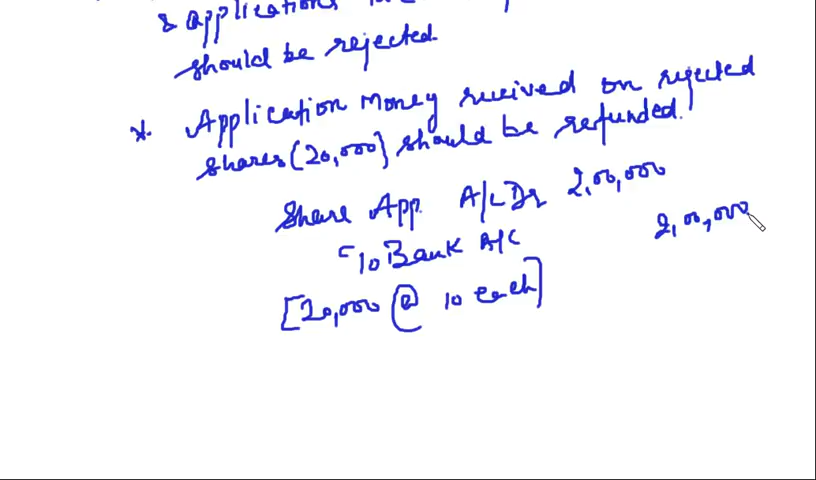 & applications
should be rejected
* Application Money received on rejected
shares (20,000) should be refunded.
Share App. A/C Dr 2,00,000
To Bank A/C 2,00,000
[20,000 @ 10 each]